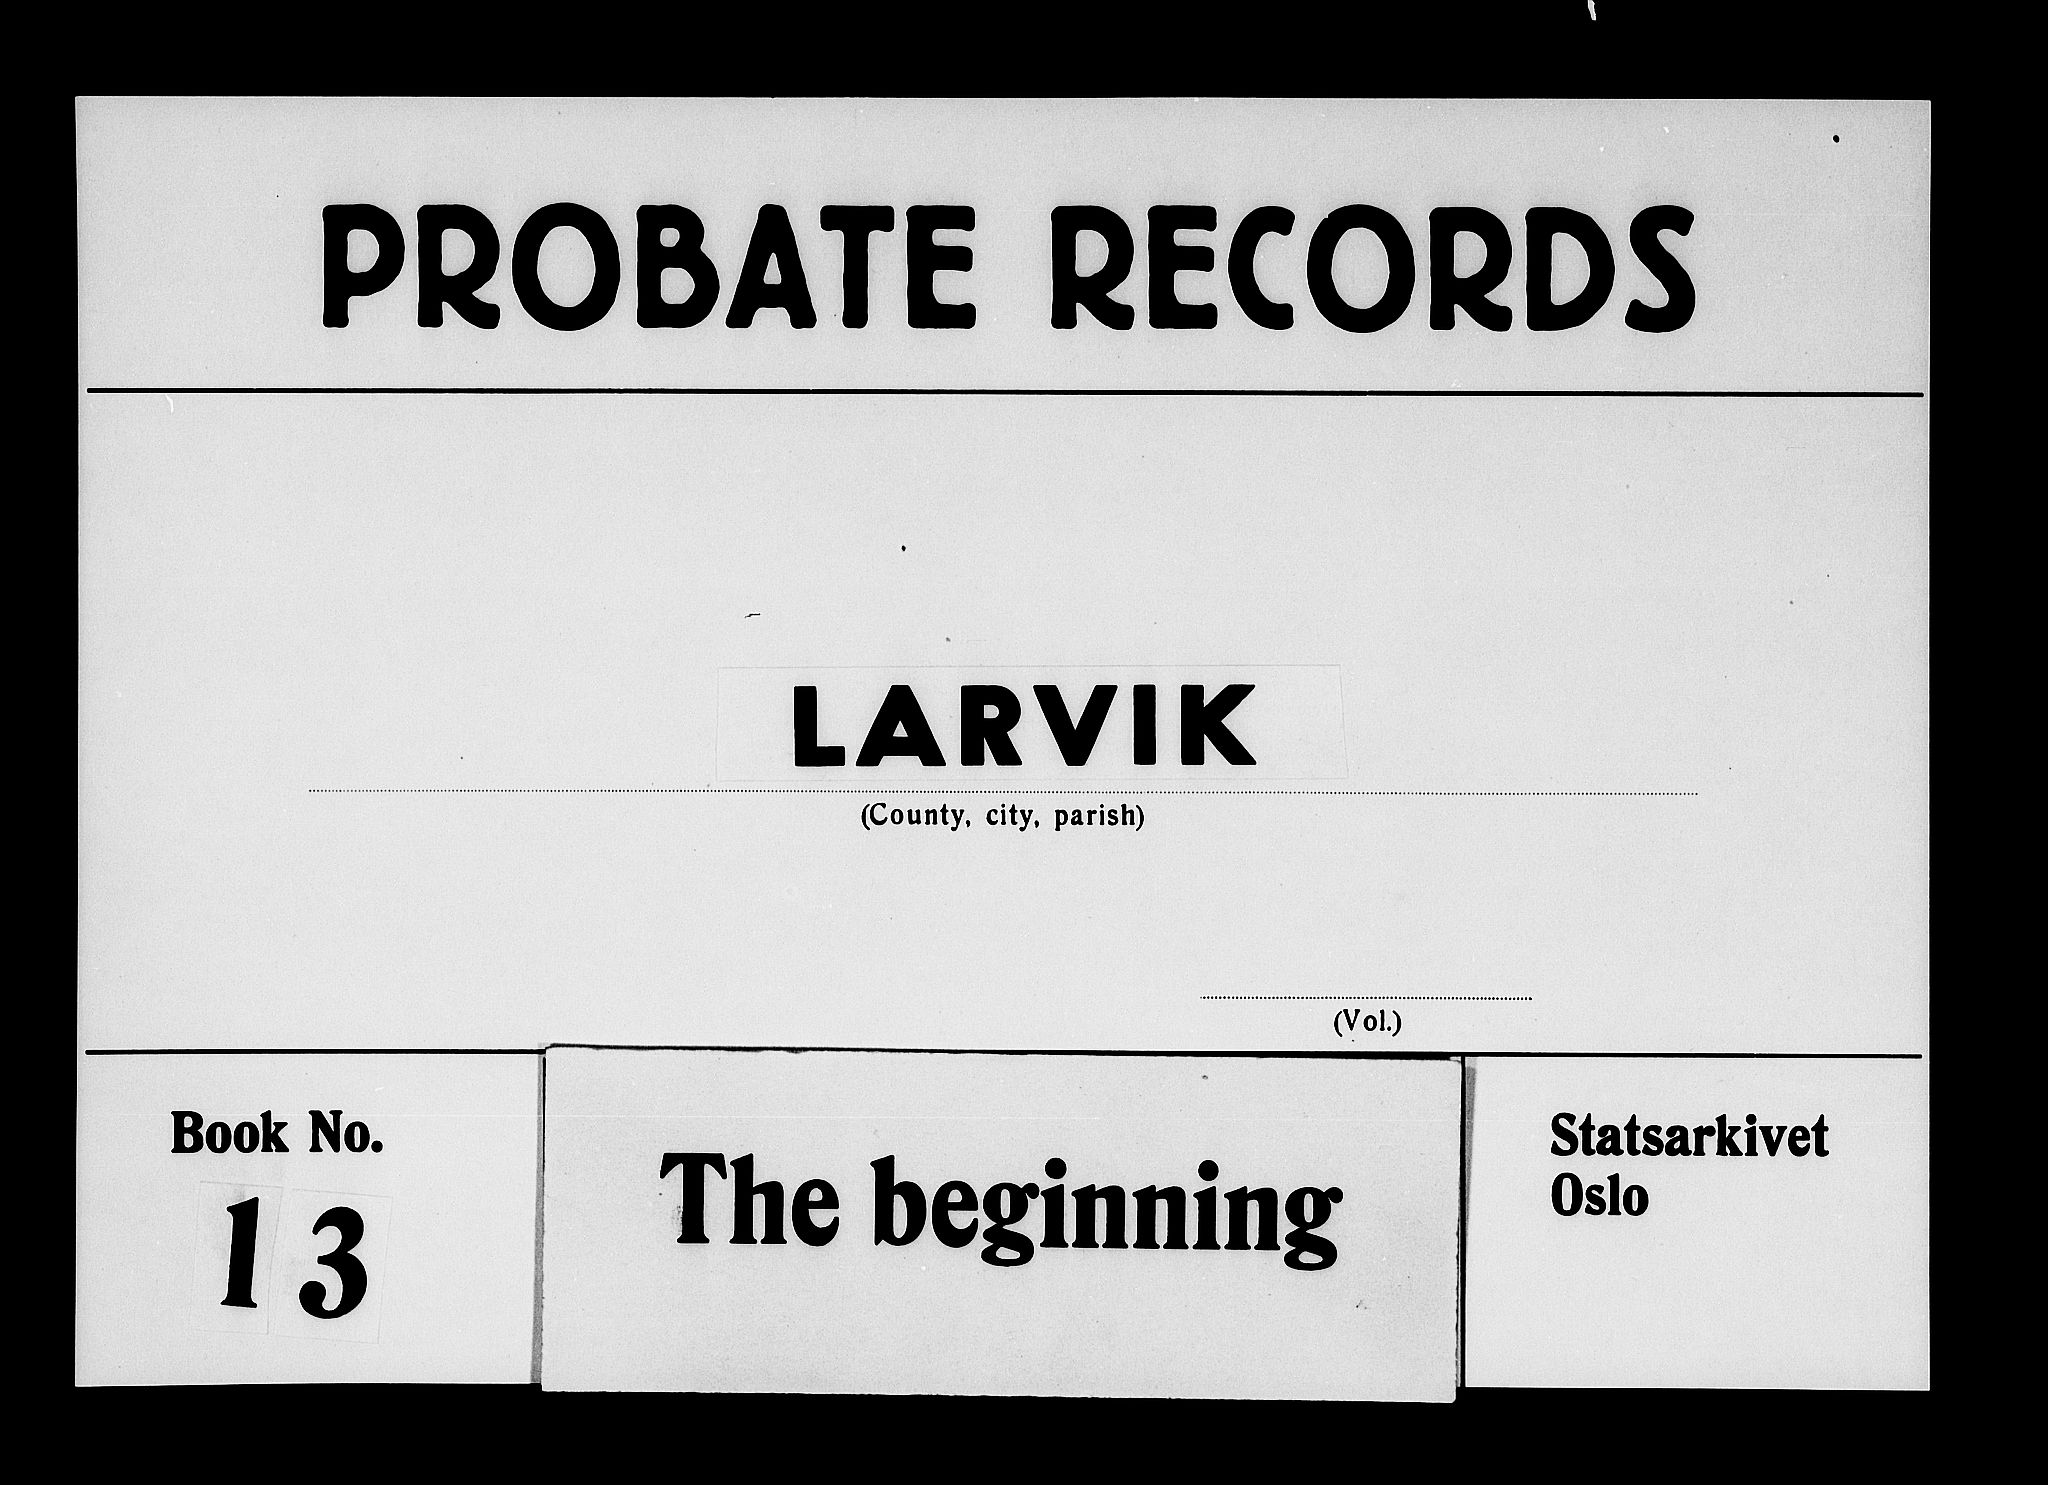 PROBATE RECORDS
LARVIK
(County, city, parish)
(Vol.)
Book No.
13
The beginning
Statsarkivet
Oslo